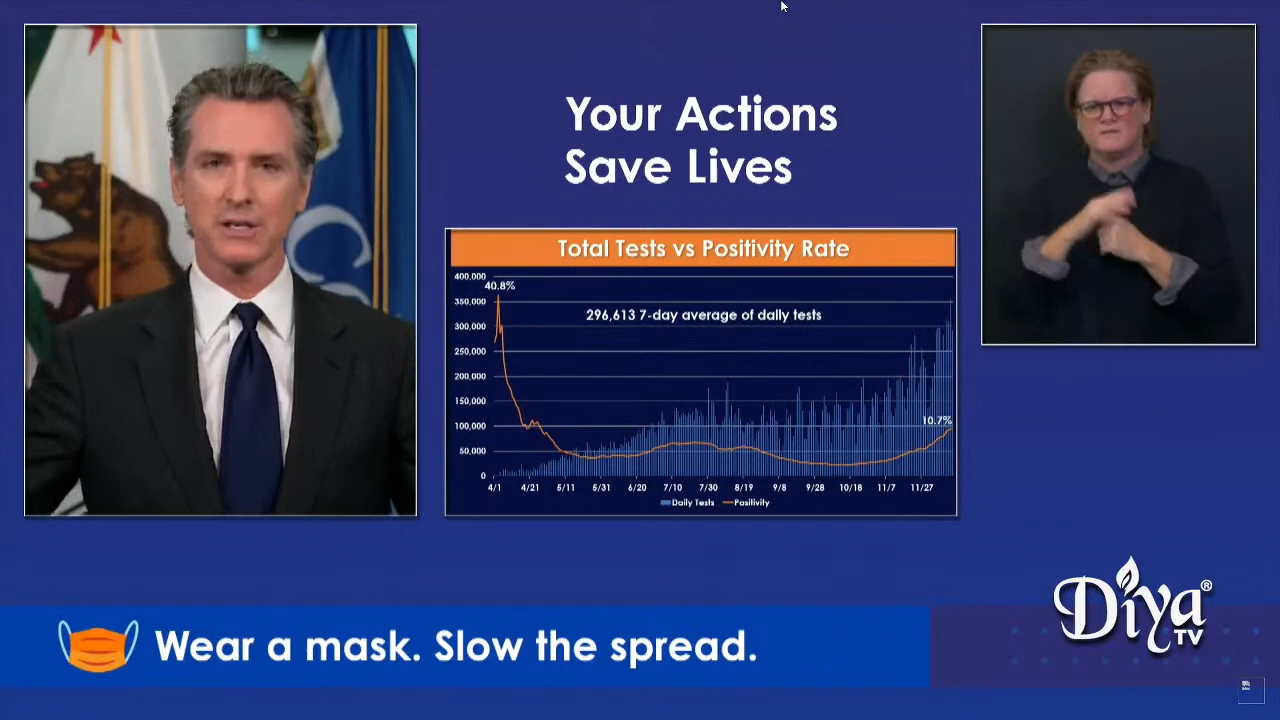 Your Actions
Save Lives
Total Tests vs Positivity Rate
400,000
40.8%
350,000
296,613 7-day average of daily tests
300,000
250,000
200,000
150,000
10.7%
100,000
50,000
0
4/1 4/21 5/11 5/31 6/20 7/10 7/30 8/19 9/8 9/28 10/18 11/7 11/27
Daily Tests Positivity
Wear a mask. Slow the spread.
Diya®
TV